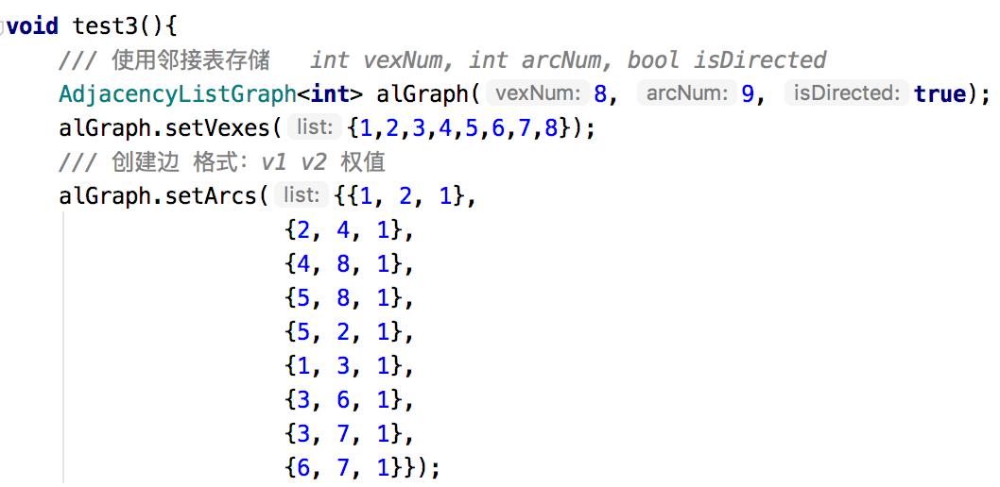 void test3(){
/// 使用邻接表存储 int vexNum, int arcNum, bool isDirected
AdjacencyListGraph<int> alGraph( vexNum: 8, arcNum: 9, isDirected: true);
alGraph.setVexes( list: {1,2,3,4,5,6,7,8});
/// 创建边 格式：v1 v2 权值
alGraph.setArcs( list: {{1, 2, 1},
{2, 4, 1},
{4, 8, 1},
{5, 8, 1},
{5, 2, 1},
{1, 3, 1},
{3, 6, 1},
{3, 7, 1},
{6, 7, 1}});